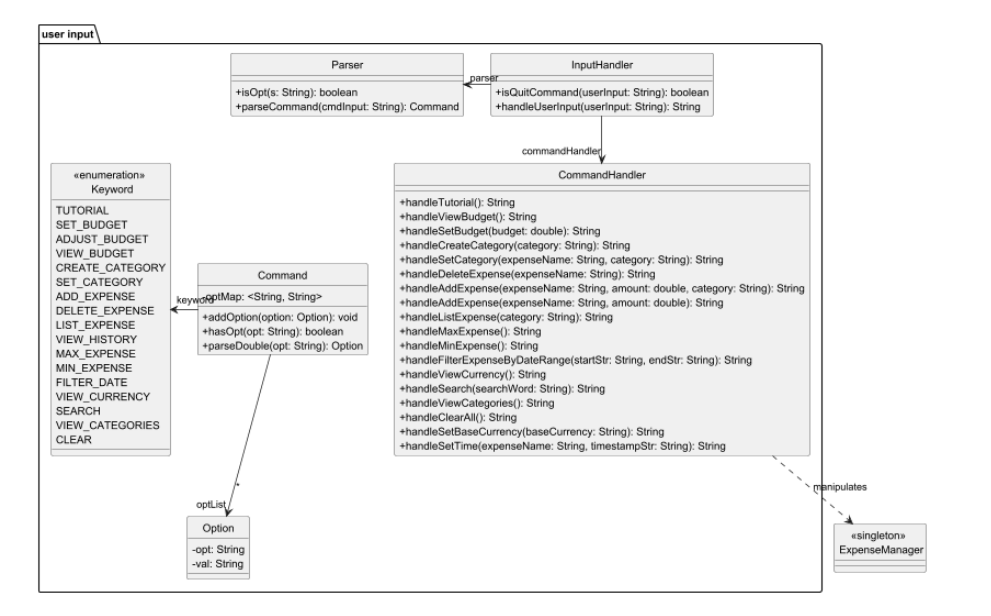 user input
Parser
+isOpt(s: String): boolean
+parseCommand(cmdInput: String): Command
parser
InputHandler
+isQuitCommand(userInput: String): boolean
+handleUserInput(userInput: String): String
commandHandler
CommandHandler
+handleTutorial(): String
+handleViewBudget(): String
+handleSetBudget(budget: double): String
+handleCreateCategory(category: String): String
+handleSetCategory(expenseName: String, category: String): String
+handleDeleteExpense(expenseName: String): String
+handleAddExpense(expenseName: String, amount: double, category: String): String
+handleAddExpense(expenseName: String, amount: double): String
+handleListExpense(category: String): String
+handleMaxExpense(): String
+handleMinExpense(): String
+handleFilterExpenseByDateRange(startStr: String, endStr: String): String
+handleViewCurrency(): String
+handleSearch(searchWord: String): String
+handleViewCategories(): String
+handleClearAll(): String
+handleSetBaseCurrency(baseCurrency: String): String
+handleSetTime(expenseName: String, timestampStr: String): String
«enumeration»
Keyword
TUTORIAL
SET_BUDGET
ADJUST_BUDGET
VIEW_BUDGET
CREATE_CATEGORY
SET_CATEGORY
ADD_EXPENSE
DELETE_EXPENSE
LIST_EXPENSE
VIEW_HISTORY
MAX_EXPENSE
MIN_EXPENSE
FILTER_DATE
VIEW_CURRENCY
SEARCH
VIEW_CATEGORIES
CLEAR
keyword
Command
-optMap: <String, String>
+addOption(option: Option): void
+hasOpt(opt: String): boolean
+parseDouble(opt: String): Option
*
optList
Option
-opt: String
-val: String
manipulates
«singleton»
ExpenseManager